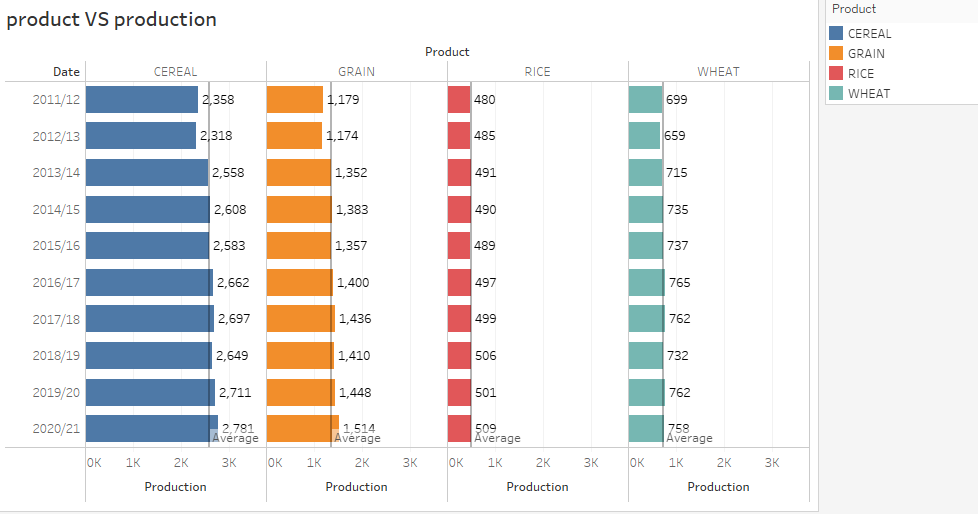 product VS production
Product
CEREAL
GRAIN
RICE
WHEAT
Product
Date CEREAL GRAIN RICE WHEAT
2011/12 2,358 1,179 480 699
2012/13 2,318 1,174 485 659
2013/14 2,558 1,352 491 715
2014/15 2,608 1,383 490 735
2015/16 2,583 1,357 489 737
2016/17 2,662 1,400 497 765
2017/18 2,697 1,436 499 762
2018/19 2,649 1,410 506 732
2019/20 2,711 1,448 501 762
2020/21 2,781 1,514 509 758
Average Average Average Average
0K 1K 2K 3K 0K 1K 2K 3K 0K 1K 2K 3K 0K 1K 2K 3K
Production Production Production Production